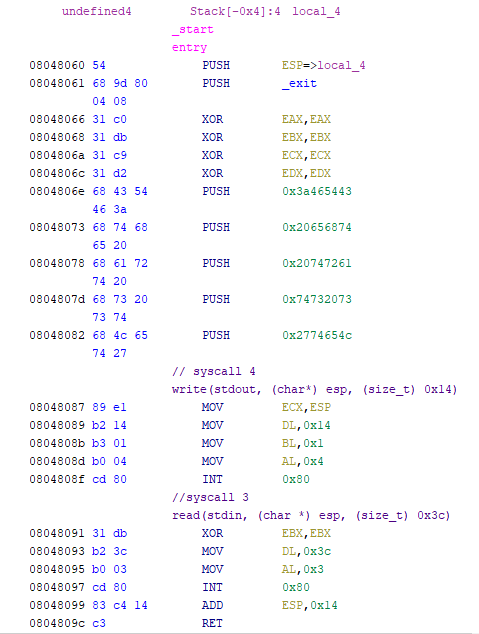 undefined4 Stack[-0x4]:4 local_4
_start
entry
08048060 54 PUSH ESP=>local_4
08048061 68 9d 80 PUSH _exit
04 08
08048066 31 c0 XOR EAX,EAX
08048068 31 db XOR EBX,EBX
0804806a 31 c9 XOR ECX,ECX
0804806c 31 d2 XOR EDX,EDX
0804806e 68 43 54 PUSH 0x3a465443
46 3a
08048073 68 74 68 PUSH 0x20656874
65 20
08048078 68 61 72 PUSH 0x20747261
74 20
0804807d 68 73 20 PUSH 0x74732073
73 74
08048082 68 4c 65 PUSH 0x2774654c
74 27
// syscall 4
write(stdout, (char*) esp, (size_t) 0x14)
08048087 89 e1 MOV ECX,ESP
08048089 b2 14 MOV DL,0x14
0804808b b3 01 MOV BL,0x1
0804808d b0 04 MOV AL,0x4
0804808f cd 80 INT 0x80
//syscall 3
read(stdin, (char *) esp, (size_t) 0x3c)
08048091 31 db XOR EBX,EBX
08048093 b2 3c MOV DL,0x3c
08048095 b0 03 MOV AL,0x3
08048097 cd 80 INT 0x80
08048099 83 c4 14 ADD ESP,0x14
0804809c c3 RET